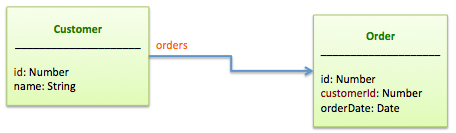 Customer
id: Number
name: String
orders
Order
id: Number
customerId: Number
orderDate: Date